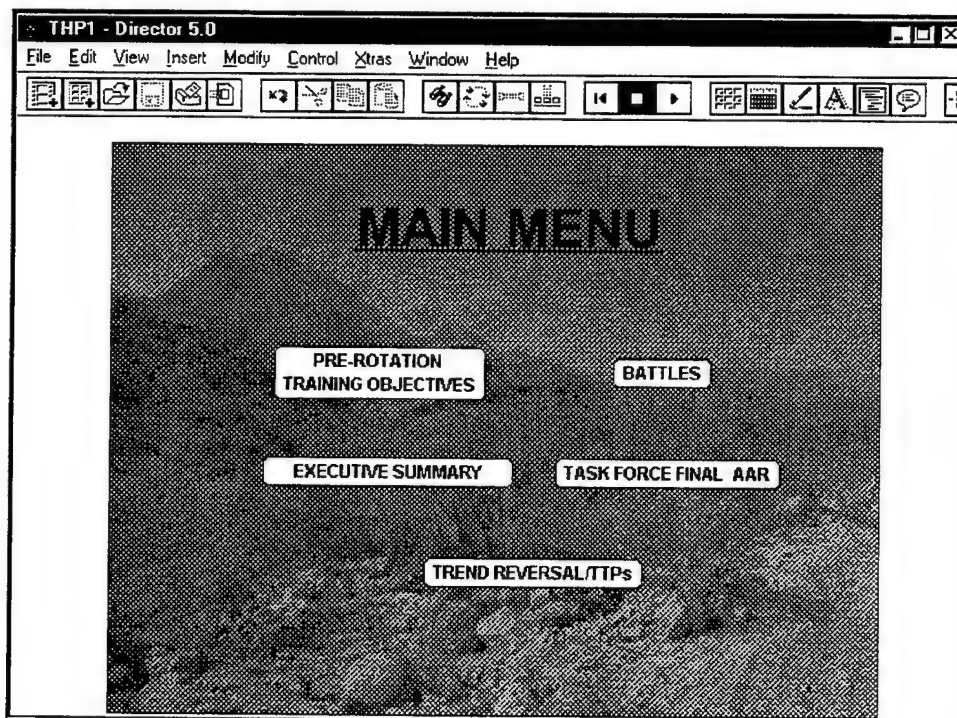 THP1 - Director 5.0
File Edit View Insert Modify Control Xtras Window Help
MAIN MENU
PRE-ROTATION
TRAINING OBJECTIVES
BATTLES
EXECUTIVE SUMMARY
TASK FORCE FINAL AAR
TREND REVERSAL/TTPs